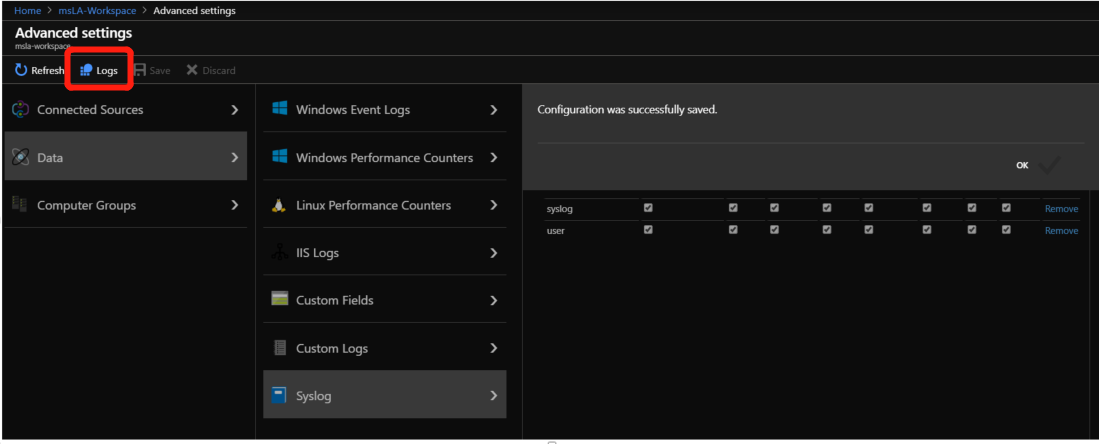 Home > msLA-Workspace > Advanced settings
Advanced settings
msla-workspace
Refresh Logs Save Discard
Connected Sources
Data
Computer Groups
Windows Event Logs
Windows Performance Counters
Linux Performance Counters
IIS Logs
Custom Fields
Custom Logs
Syslog
Configuration was successfully saved.
OK
syslog Remove
user Remove